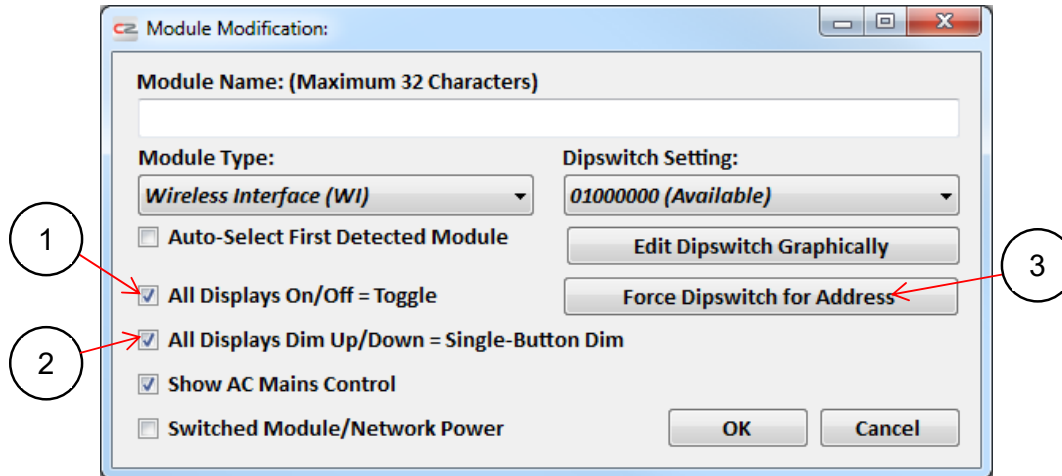 C2 Module Modification:
Module Name: (Maximum 32 Characters)
Module Type:
Dipswitch Setting:
Wireless Interface (WI)
01000000 (Available)
1
Auto-Select First Detected Module
Edit Dipswitch Graphically
3
All Displays On/Off = Toggle
Force Dipswitch for Address
2
All Displays Dim Up/Down = Single-Button Dim
Show AC Mains Control
Switched Module/Network Power
OK
Cancel